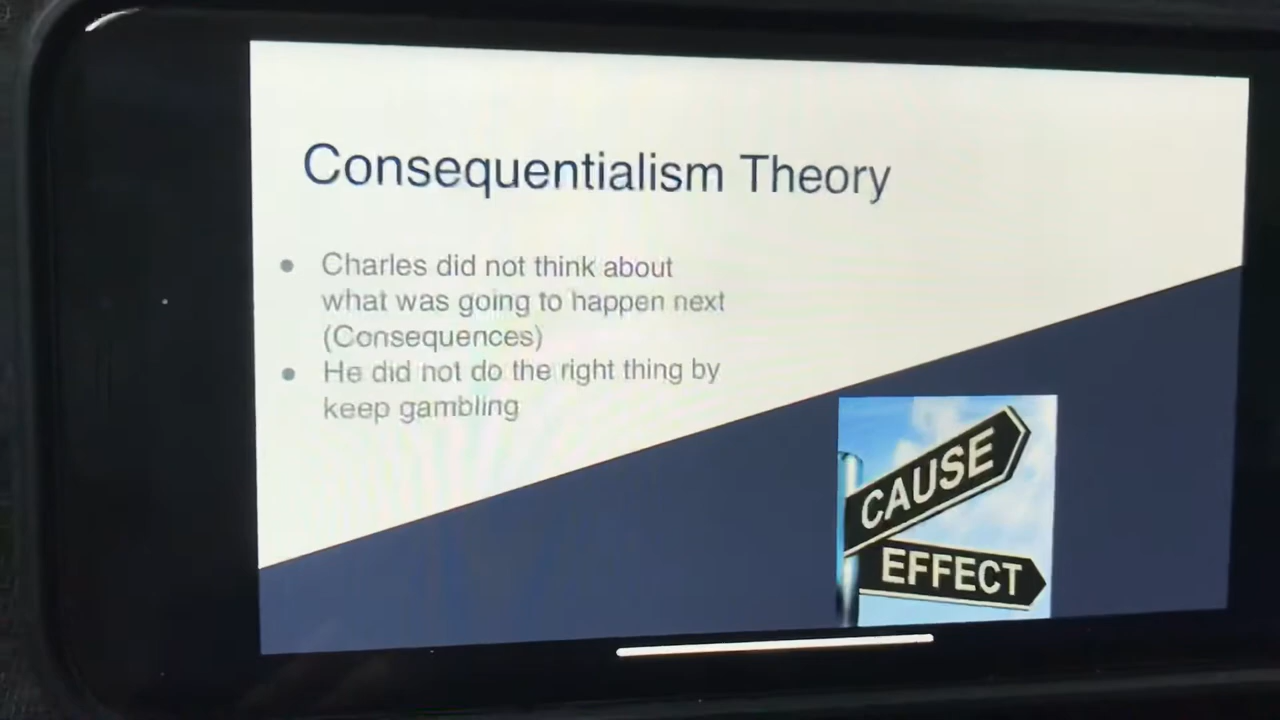 Consequentialism Theory
● Charles did not think about
what was going to happen next
(Consequences)
● He did not do the right thing by
keep gambling
CAUSE
EFFECT